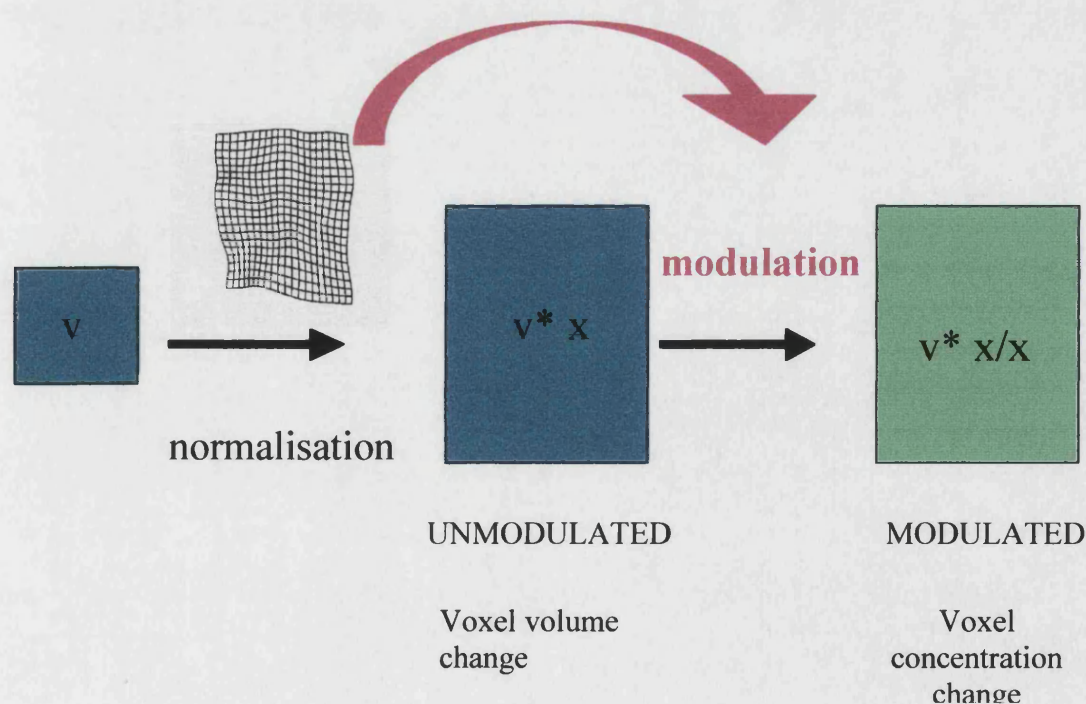 modulation
v
v* x
v* x/x
normalisation
UNMODULATED
MODULATED
Voxel volume
change
Voxel
concentration
change